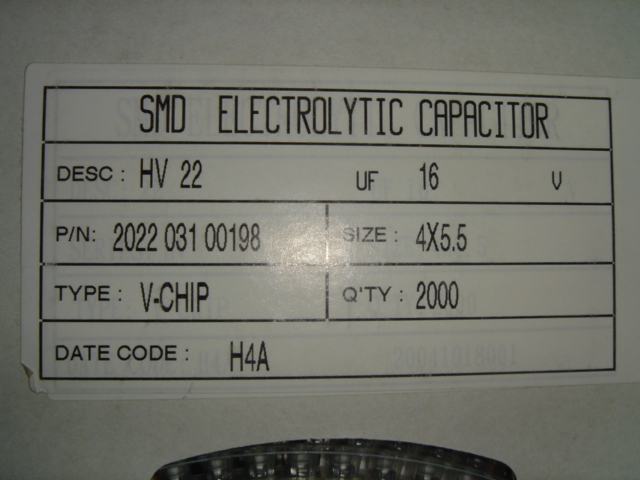 SMD ELECTROLYTIC CAPACITOR
DESC : HV 22 UF 16 V
P/N: 2022 031 00198 SIZE : 4X5.5
TYPE : V-CHIP Q'TY : 2000
DATE CODE : H4A 20041018001